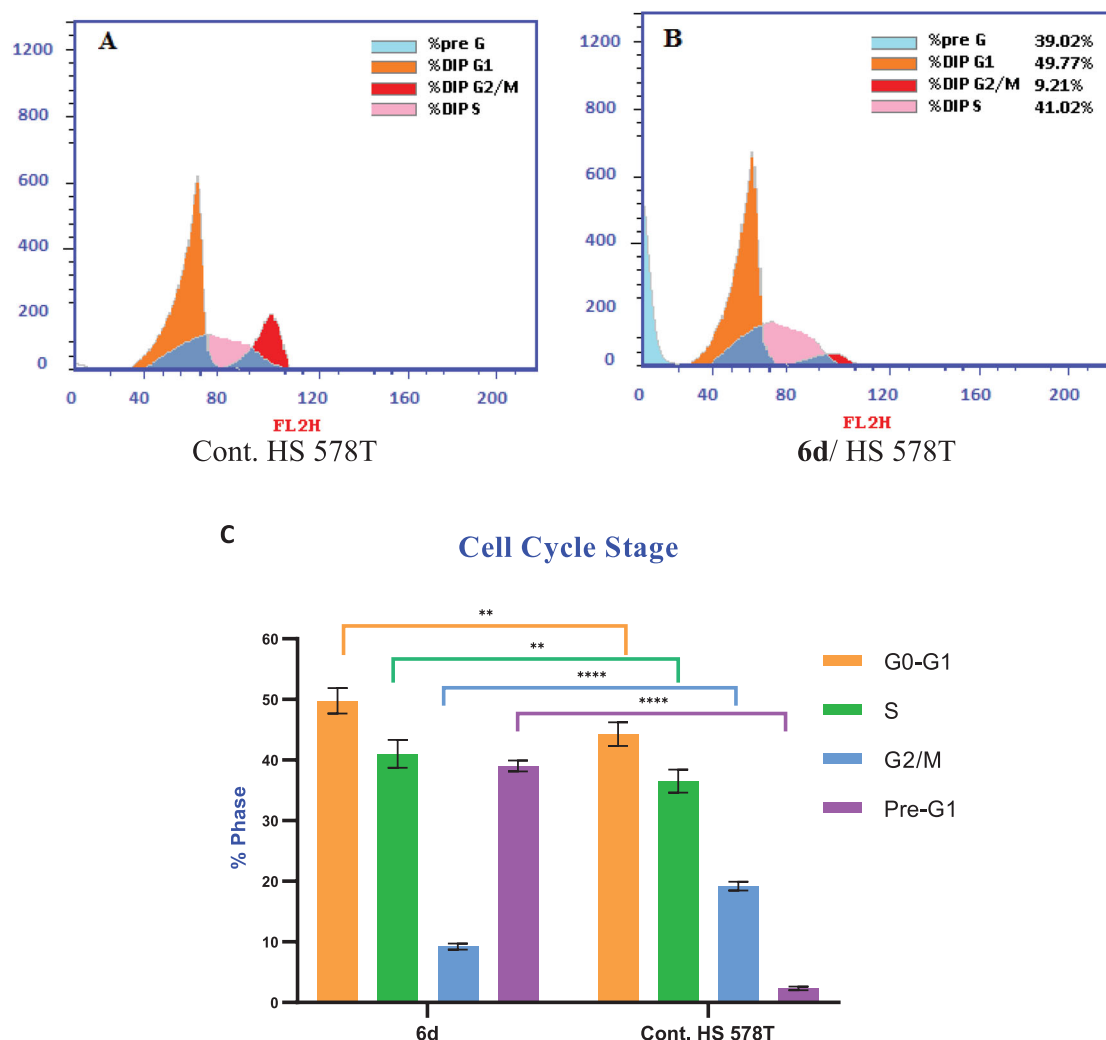 A
%pre G
%DIP G1
%DIP G2/M
%DIP S
1200
800
600
400
200
0
0 40 80 120 160 200
FL2H
Cont. HS 578T
B
%pre G 39.02%
%DIP G1 49.77%
%DIP G2/M 9.21%
%DIP S 41.02%
1200
800
600
400
200
0
0 40 80 120 160 200
FL2H
6d/ HS 578T
C
Cell Cycle Stage
**
**
****
****
60
50
40
30
20
10
0
% Phase
6d Cont. HS 578T
G0-G1
S
G2/M
Pre-G1